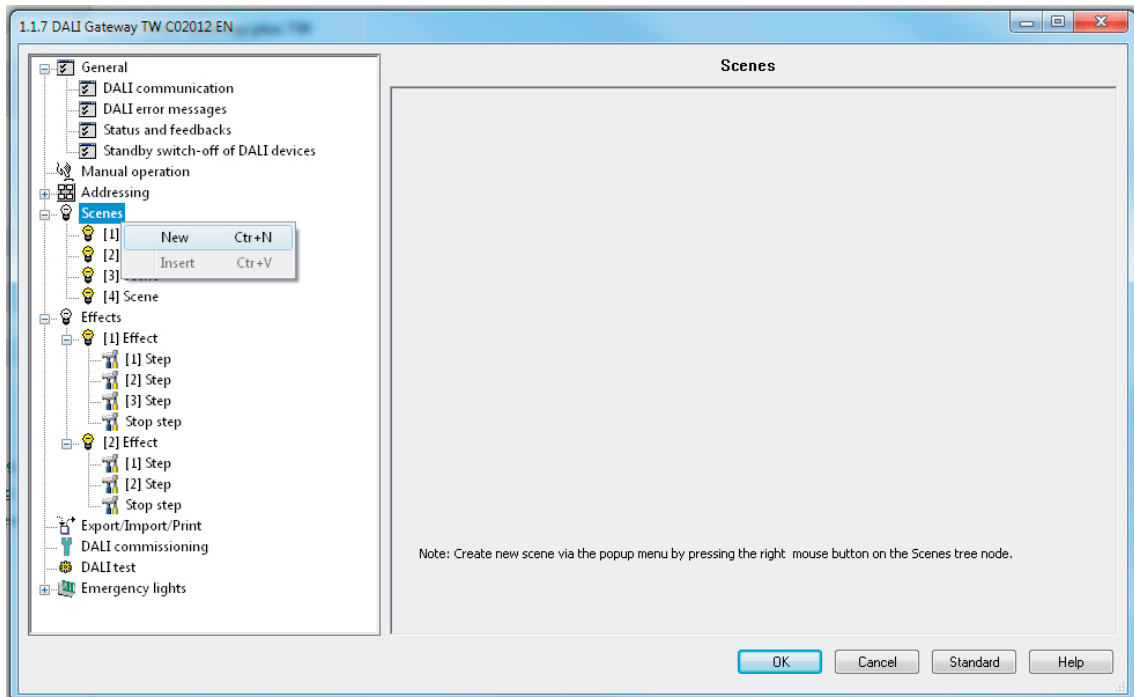 1.1.7 DALI Gateway TW C02012 EN
General
DALI communication
DALI error messages
Status and feedbacks
Standby switch-off of DALI devices
Manual operation
Addressing
Scenes
[1]
[2]
[3]
[4] Scene
New Ctr+N
Insert Ctr+V
Effects
[1] Effect
[1] Step
[2] Step
[3] Step
Stop step
[2] Effect
[1] Step
[2] Step
Stop step
Export/Import/Print
DALI commissioning
DALI test
Emergency lights
Scenes
Note: Create new scene via the popup menu by pressing the right mouse button on the Scenes tree node.
OK Cancel Standard Help